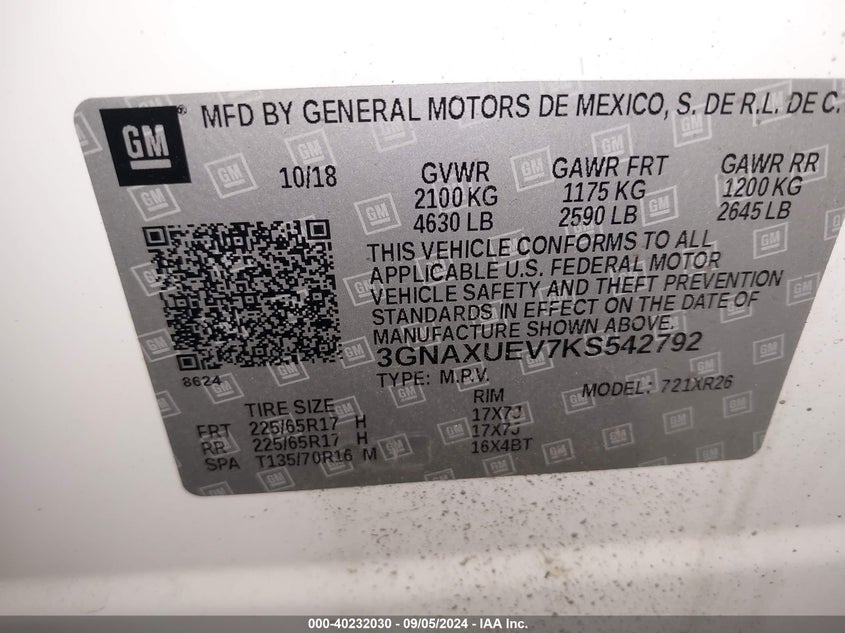 GM
MFD BY GENERAL MOTORS DE MEXICO, S. DE R.L. DE C.
10/18
GVWR
2100 KG
4630 LB
GAWR FRT
1175 KG
2590 LB
GAWR RR
1200 KG
2645 LB
THIS VEHICLE CONFORMS TO ALL
APPLICABLE U.S. FEDERAL MOTOR
VEHICLE SAFETY AND THEFT PREVENTION
STANDARDS IN EFFECT ON THE DATE OF
MANUFACTURE SHOWN ABOVE.
3GNAXUEV7KS542792
8624
TYPE: M.P.V. MODEL: 721XR26
TIRE SIZE RIM
FRT 225/65R17 H 17X7J
RR 225/65R17 H 17X7J
SPA T135/70R16 M 16X4BT
000-40232030 - 09/05/2024 - IAA Inc.